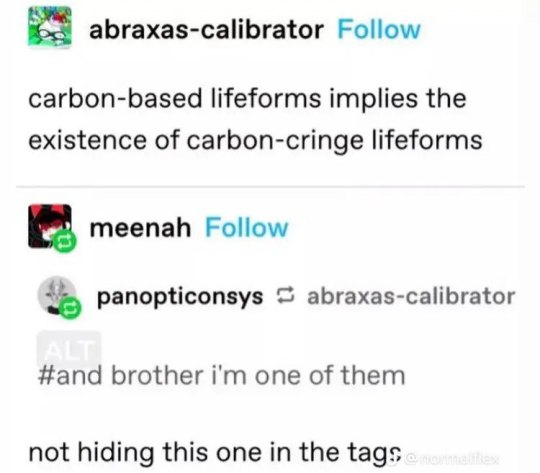 abraxas-calibrator Follow
carbon-based lifeforms implies the
existence of carbon-cringe lifeforms
meenah Follow
panopticonsys abraxas-calibrator
ALT
#and brother i'm one of them
not hiding this one in the tags
@normelflex